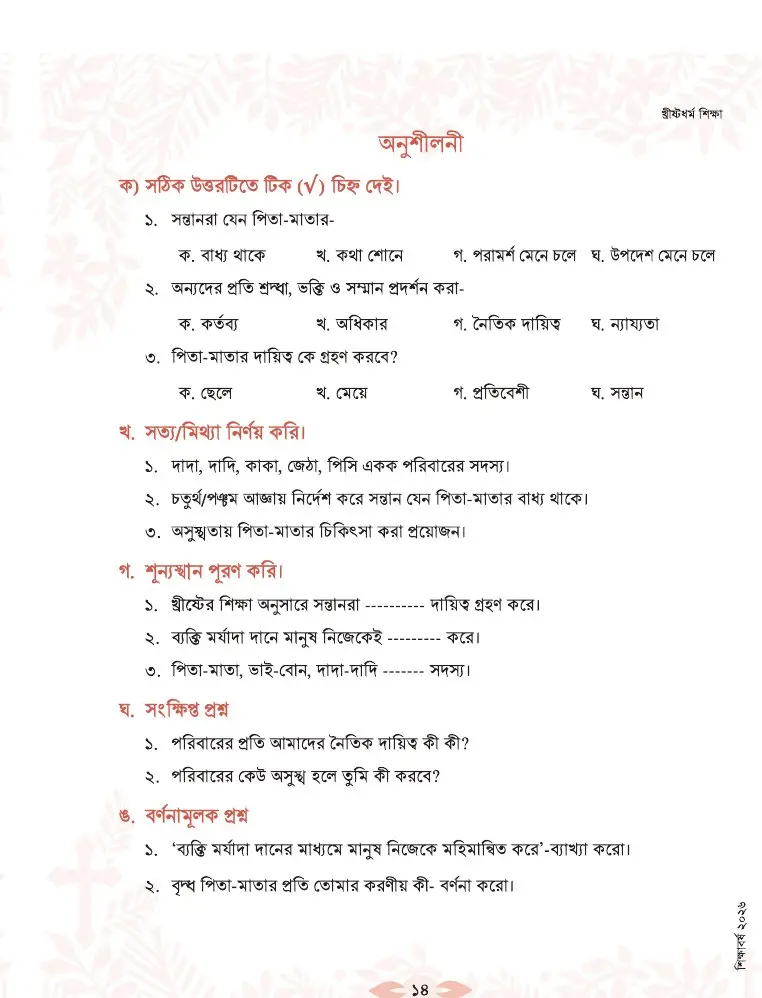 খ্রীষ্টধর্ম শিক্ষা
অনুশীলনী
ক) সঠিক উত্তরটিতে টিক (√) চিহ্ন দেই।
১. সন্তানরা যেন পিতা-মাতার-
ক. বাধ্য থাকে খ. কথা শোনে গ. পরামর্শ মেনে চলে ঘ. উপদেশ মেনে চলে
২. অন্যদের প্রতি শ্রদ্ধা, ভক্তি ও সম্মান প্রদর্শন করা-
ক. কর্তব্য খ. অধিকার গ. নৈতিক দায়িত্ব ঘ. ন্যায্যতা
৩. পিতা-মাতার দায়িত্ব কে গ্রহণ করবে?
ক. ছেলে খ. মেয়ে গ. প্রতিবেশী ঘ. সন্তান
খ. সত্য/মিথ্যা নির্ণয় করি।
১. দাদা, দাদি, কাকা, জেঠা, পিসি একক পরিবারের সদস্য।
২. চতুর্থ/পঞ্চম আজ্ঞায় নির্দেশ করে সন্তান যেন পিতা-মাতার বাধ্য থাকে।
৩. অসুস্থতায় পিতা-মাতার চিকিৎসা করা প্রয়োজন।
গ. শূন্যস্থান পূরণ করি।
১. খ্রীষ্টের শিক্ষা অনুসারে সন্তানরা ---------- দায়িত্ব গ্রহণ করে।
২. ব্যক্তি মর্যাদা দানে মানুষ নিজেকেই --------- করে।
৩. পিতা-মাতা, ভাই-বোন, দাদা-দাদি ------- সদস্য।
ঘ. সংক্ষিপ্ত প্রশ্ন
১. পরিবারের প্রতি আমাদের নৈতিক দায়িত্ব কী কী?
২. পরিবারের কেউ অসুস্থ হলে তুমি কী করবে?
ঙ. বর্ণনামূলক প্রশ্ন
১. ‘ব্যক্তি মর্যাদা দানের মাধ্যমে মানুষ নিজেকে মহিমান্বিত করে’-ব্যাখ্যা করো।
২. বৃদ্ধ পিতা-মাতার প্রতি তোমার করণীয় কী- বর্ণনা করো।
শিক্ষাবর্ষ ২০২৬
১৪